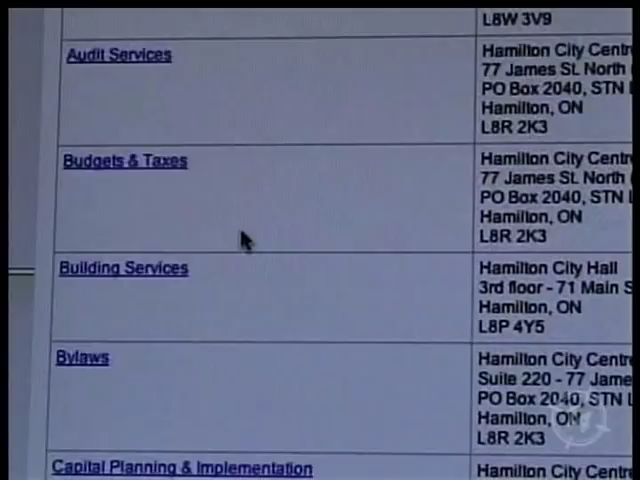 L8W 3V9
Audit Services
Hamilton City Centr
77 James St. North
PO Box 2040, STN
Hamilton, ON
L8R 2K3
Budgets & Taxes
Hamilton City Centr
77 James St. North
PO Box 2040, STN
Hamilton, ON
L8R 2K3
Building Services
Hamilton City Hall
3rd floor - 71 Main S
Hamilton, ON
L8P 4Y5
Bylaws
Hamilton City Centr
Suite 220 - 77 Jame
PO Box 2040, STN
Hamilton, ON
L8R 2K3
Capital Planning & Implementation
Hamilton City Centr